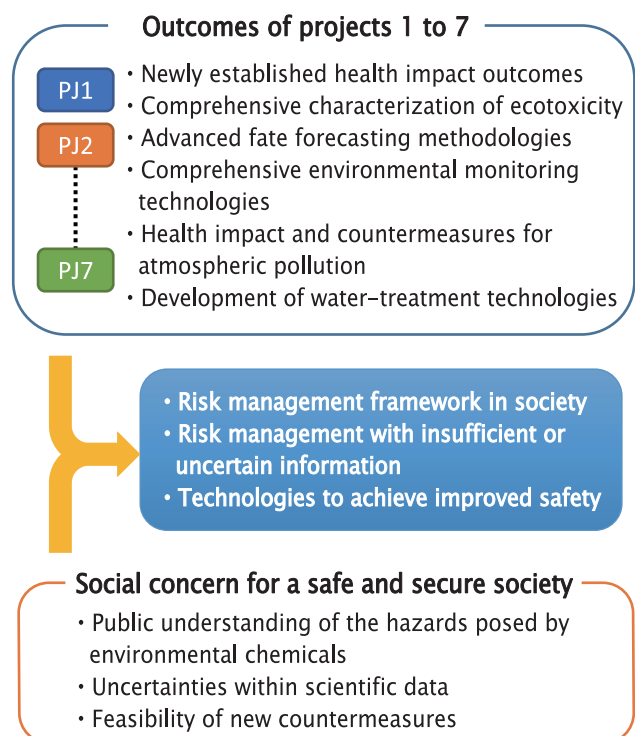 Outcomes of projects 1 to 7
PJ1
PJ2
PJ7
・Newly established health impact outcomes
・Comprehensive characterization of ecotoxicity
・Advanced fate forecasting methodologies
・Comprehensive environmental monitoring
technologies
・Health impact and countermeasures for
atmospheric pollution
・Development of water−treatment technologies
・Risk management framework in society
・Risk management with insufficient or
uncertain information
・Technologies to achieve improved safety
Social concern for a safe and secure society
・Public understanding of the hazards posed by
environmental chemicals
・Uncertainties within scientific data
・Feasibility of new countermeasures